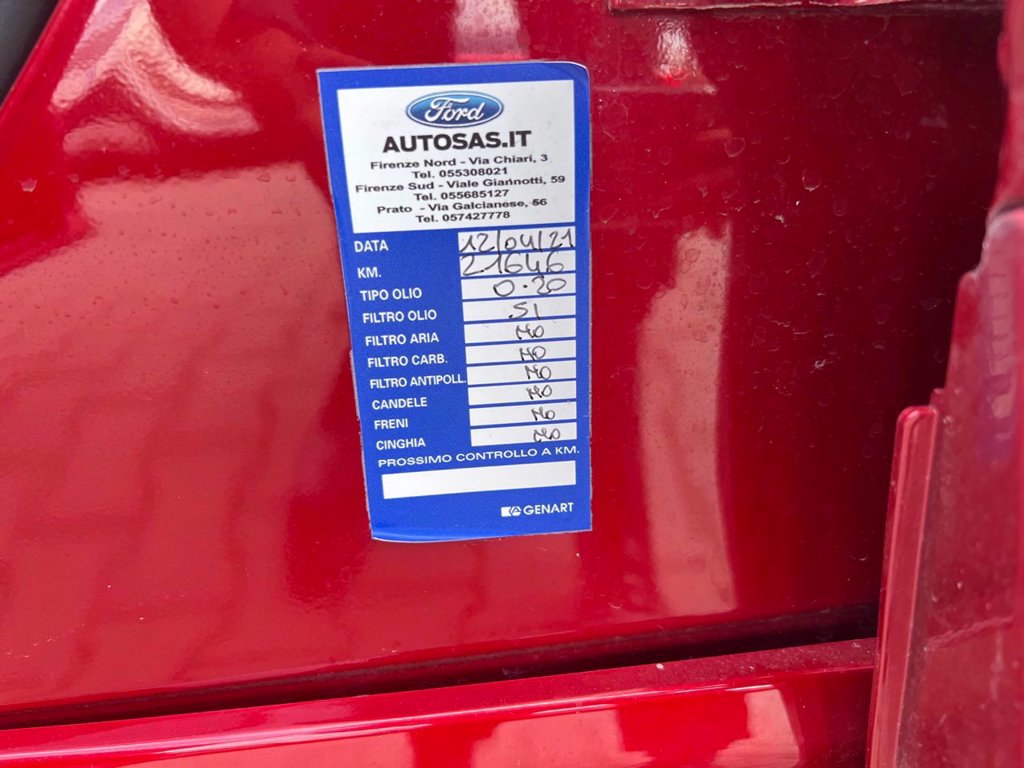 Ford
AUTOSAS.IT
Firenze Nord - Via Chiari, 3
Tel. 055308021
Firenze Sud - Viale Giannotti, 59
Tel. 055685127
Prato - Via Galcianese, 56
Tel. 057427778
DATA 12/04/21
KM. 21646
TIPO OLIO 0-20
FILTRO OLIO SI
FILTRO ARIA NO
FILTRO CARB. NO
FILTRO ANTIPOLL. NO
CANDELE NO
FRENI NO
CINGHIA NO
PROSSIMO CONTROLLO A KM.
GENART